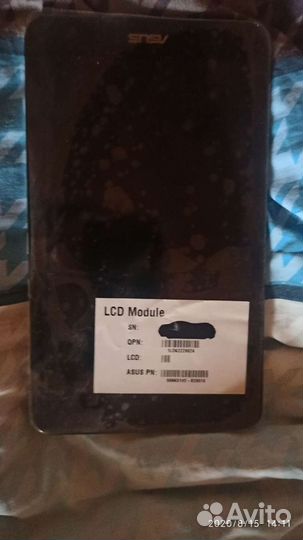 ASUS
LCD Module
SN:
QPN:
LCD:
ASUS PN:
2020/8/15 14:11
Avito